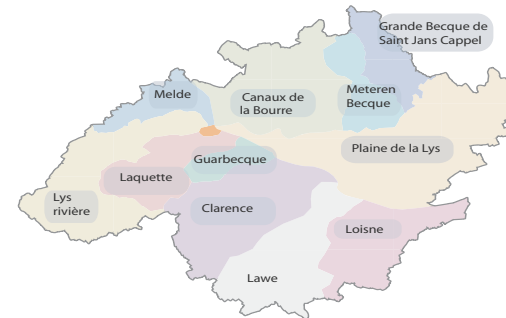 Grande Becque de
Saint Jans Cappel
Melde
Canaux de
la Bourre
Meteren
Becque
Plaine de la Lys
Guarbecque
Laquette
Lys
rivière
Clarence
Loisne
Lawe